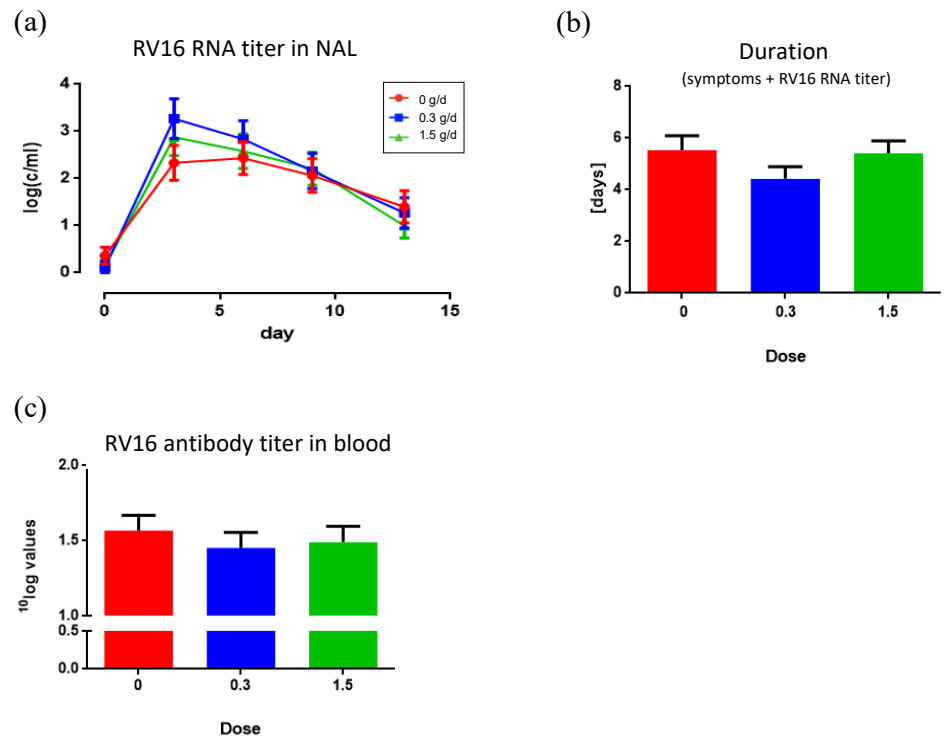 (a)
RV16 RNA titer in NAL
4
3
2
1
0
log(c/ml)
0 g/d
0.3 g/d
1.5 g/d
0
5
10
15
day
(b)
Duration
(symptoms + RV16 RNA titer)
8
6
4
2
0
[days]
0
0.3
1.5
Dose
(c)
RV16 antibody titer in blood
2.0
1.5
1.0
0.5
0.0
¹⁰log values
0
0.3
1.5
Dose